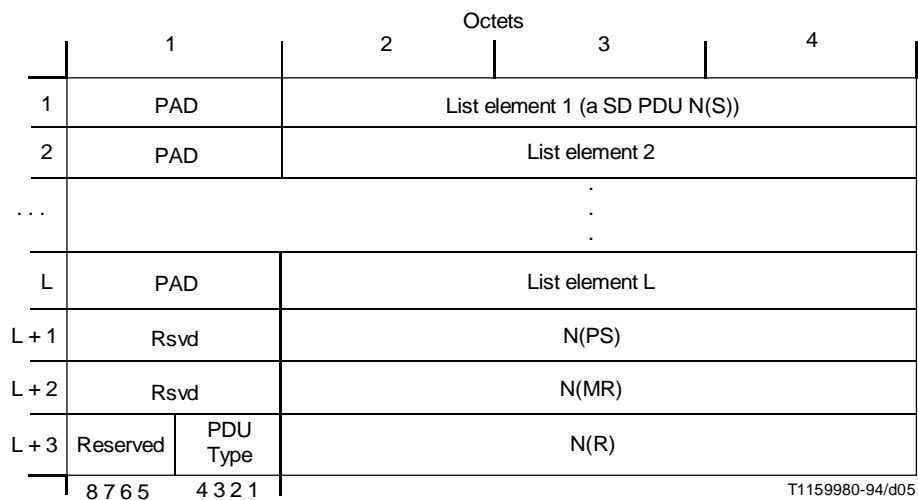 Octets
1 2 3 4
1 PAD List element 1 (a SD PDU N(S))
2 PAD List element 2
.
. . . .
.
L PAD List element L
L + 1 Rsvd N(PS)
L + 2 Rsvd N(MR)
L + 3 Reserved PDU Type N(R)
8 7 6 5 4 3 2 1 T1159980-94/d05